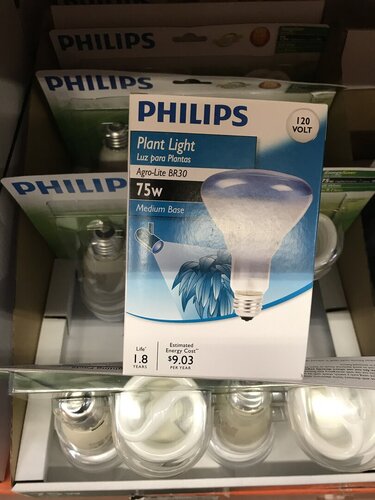 PHILIPS
PHILIPS
PHILIPS
PHILIPS
120
VOLT
Plant Light
Luz para Plantas
Agro-Lite BR30
75w
Medium Base
Life*
1.8
YEARS
Estimated
Energy Cost**
$9.03
PER YEAR